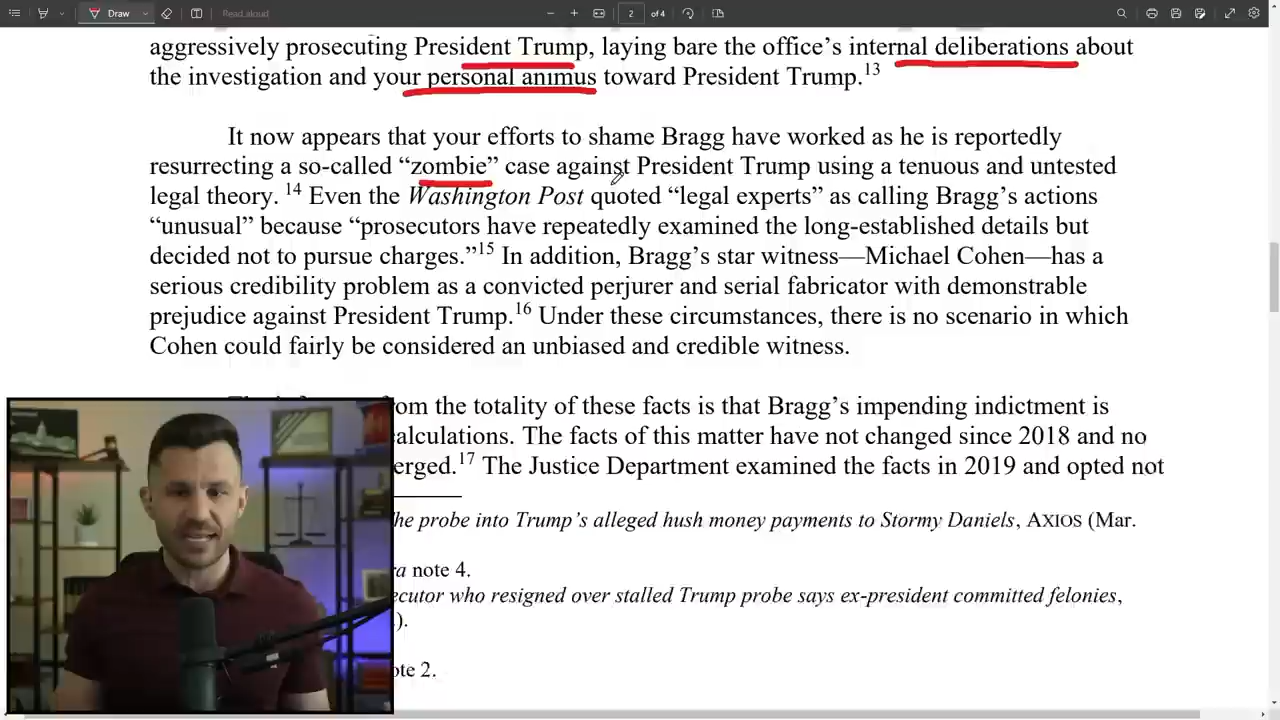 Draw
Read aloud
2
of 4
aggressively prosecuting President Trump, laying bare the office's internal deliberations about
the investigation and your personal animus toward President Trump.13
It now appears that your efforts to shame Bragg have worked as he is reportedly
resurrecting a so-called “zombie” case against President Trump using a tenuous and untested
legal theory. 14 Even the Washington Post quoted “legal experts” as calling Bragg's actions
“unusual” because “prosecutors have repeatedly examined the long-established details but
decided not to pursue charges.”15 In addition, Bragg's star witness—Michael Cohen—has a
serious credibility problem as a convicted perjurer and serial fabricator with demonstrable
prejudice against President Trump.16 Under these circumstances, there is no scenario in which
Cohen could fairly be considered an unbiased and credible witness.
from the totality of these facts is that Bragg's impending indictment is
calculations. The facts of this matter have not changed since 2018 and no
erged.17 The Justice Department examined the facts in 2019 and opted not
he probe into Trump's alleged hush money payments to Stormy Daniels, AXIOS (Mar.
ra note 4.
ecutor who resigned over stalled Trump probe says ex-president committed felonies,
).
ote 2.